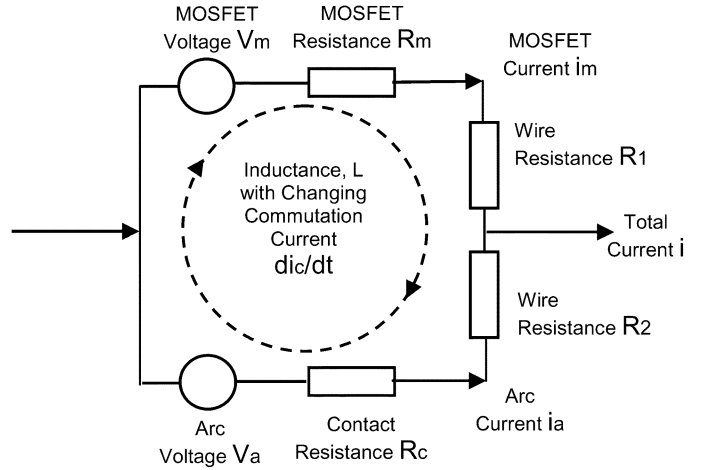 MOSFET
Voltage Vm
MOSFET
Resistance Rm
MOSFET
Current im
Wire
Resistance R1
Inductance, L
with Changing
Commutation
Current
dic/dt
Total
Current i
Wire
Resistance R2
Arc
Voltage Va
Contact
Resistance Rc
Arc
Current ia